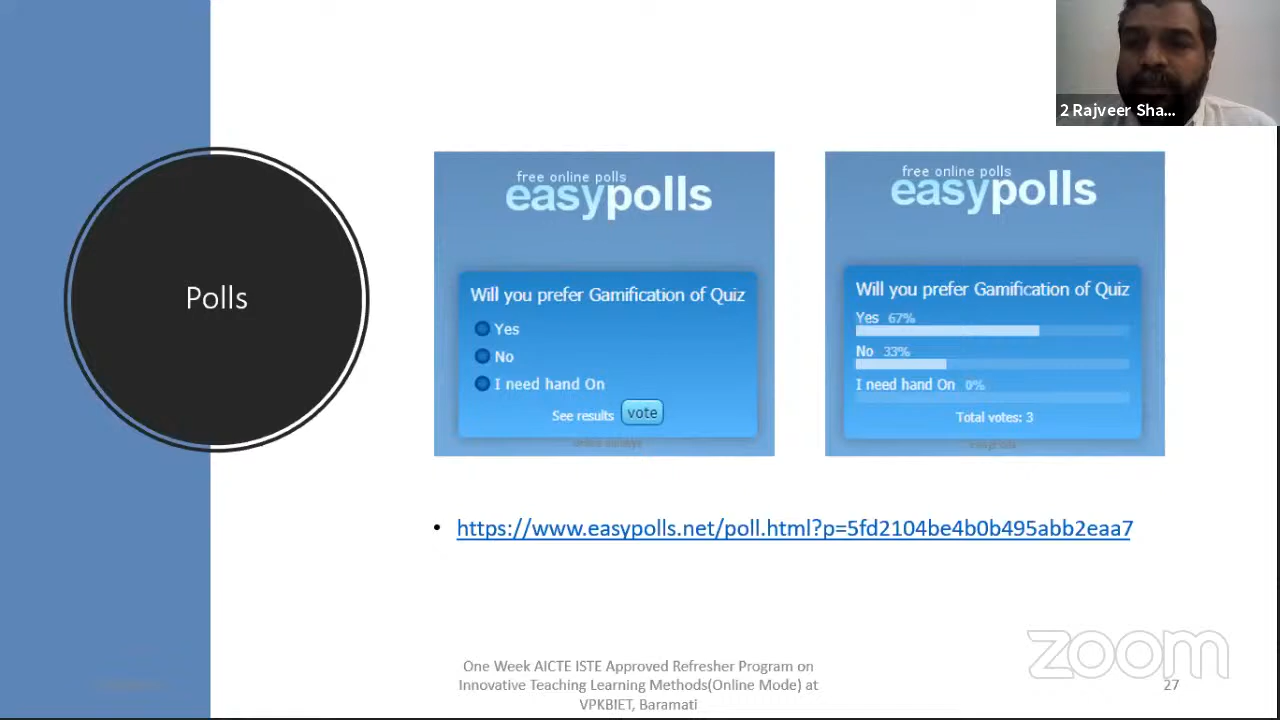 2 Rajveer Sha...
Polls
free online polls
easypolls
Will you prefer Gamification of Quiz
Yes
No
I need hand On
See results vote
online surveys
free online polls
easypolls
Will you prefer Gamification of Quiz
Yes 67%
No 33%
I need hand On 0%
Total votes: 3
easypolls
• https://www.easypolls.net/poll.html?p=5fd2104be4b0b495abb2eaa7
zoom
One Week AICTE ISTE Approved Refresher Program on
Innovative Teaching Learning Methods(Online Mode) at
VPKBIET, Baramati
27